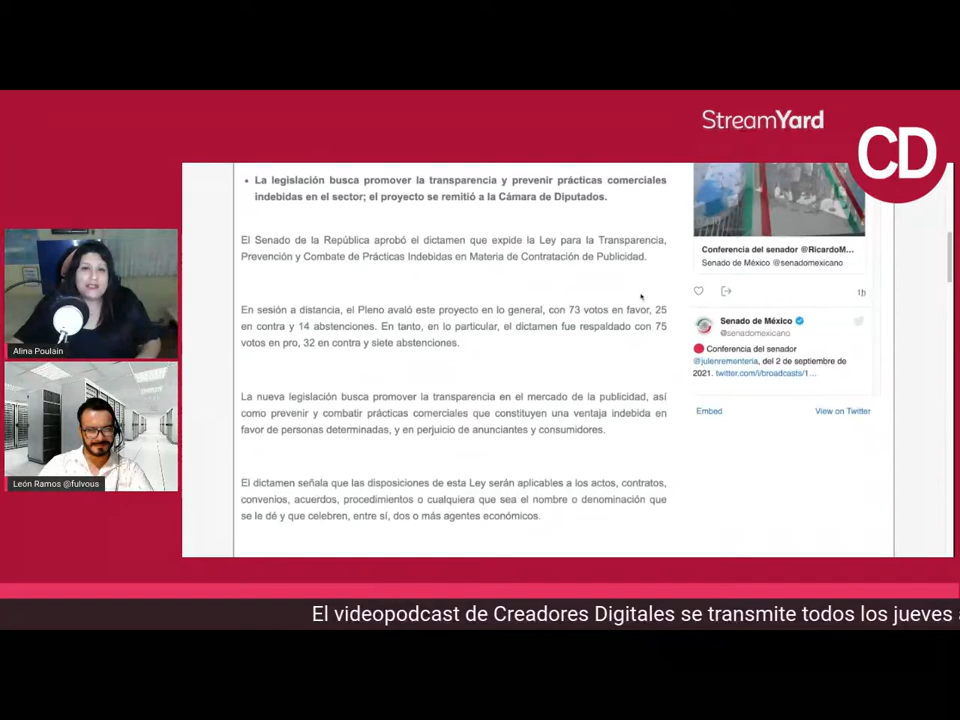 StreamYard
CD
• La legislación busca promover la transparencia y prevenir prácticas comerciales
indebidas en el sector; el proyecto se remitió a la Cámara de Diputados.
El Senado de la República aprobó el dictamen que expide la Ley para la Transparencia,
Prevención y Combate de Prácticas Indebidas en Materia de Contratación de Publicidad.
En sesión a distancia, el Pleno avaló este proyecto en lo general, con 73 votos en favor, 25
en contra y 14 abstenciones. En tanto, en lo particular, el dictamen fue respaldado con 75
votos en pro, 32 en contra y siete abstenciones.
La nueva legislación busca promover la transparencia en el mercado de la publicidad, así
como prevenir y combatir prácticas comerciales que constituyen una ventaja indebida en
favor de personas determinadas, y en perjuicio de anunciantes y consumidores.
El dictamen señala que las disposiciones de esta Ley serán aplicables a los actos, contratos,
convenios, acuerdos, procedimientos o cualquiera que sea el nombre o denominación que
se le dé y que celebren, entre sí, dos o más agentes económicos.
Conferencia del senador @RicardoM...
Senado de México @senadomexicano
1h
Senado de México
@senadomexicano
Conferencia del senador
@julenrementeria, del 2 de septiembre de
2021. twitter.com/i/broadcasts/1...
Embed
View on Twitter
Alina Poulain
León Ramos @fulvous
El videopodcast de Creadores Digitales se transmite todos los jueves a